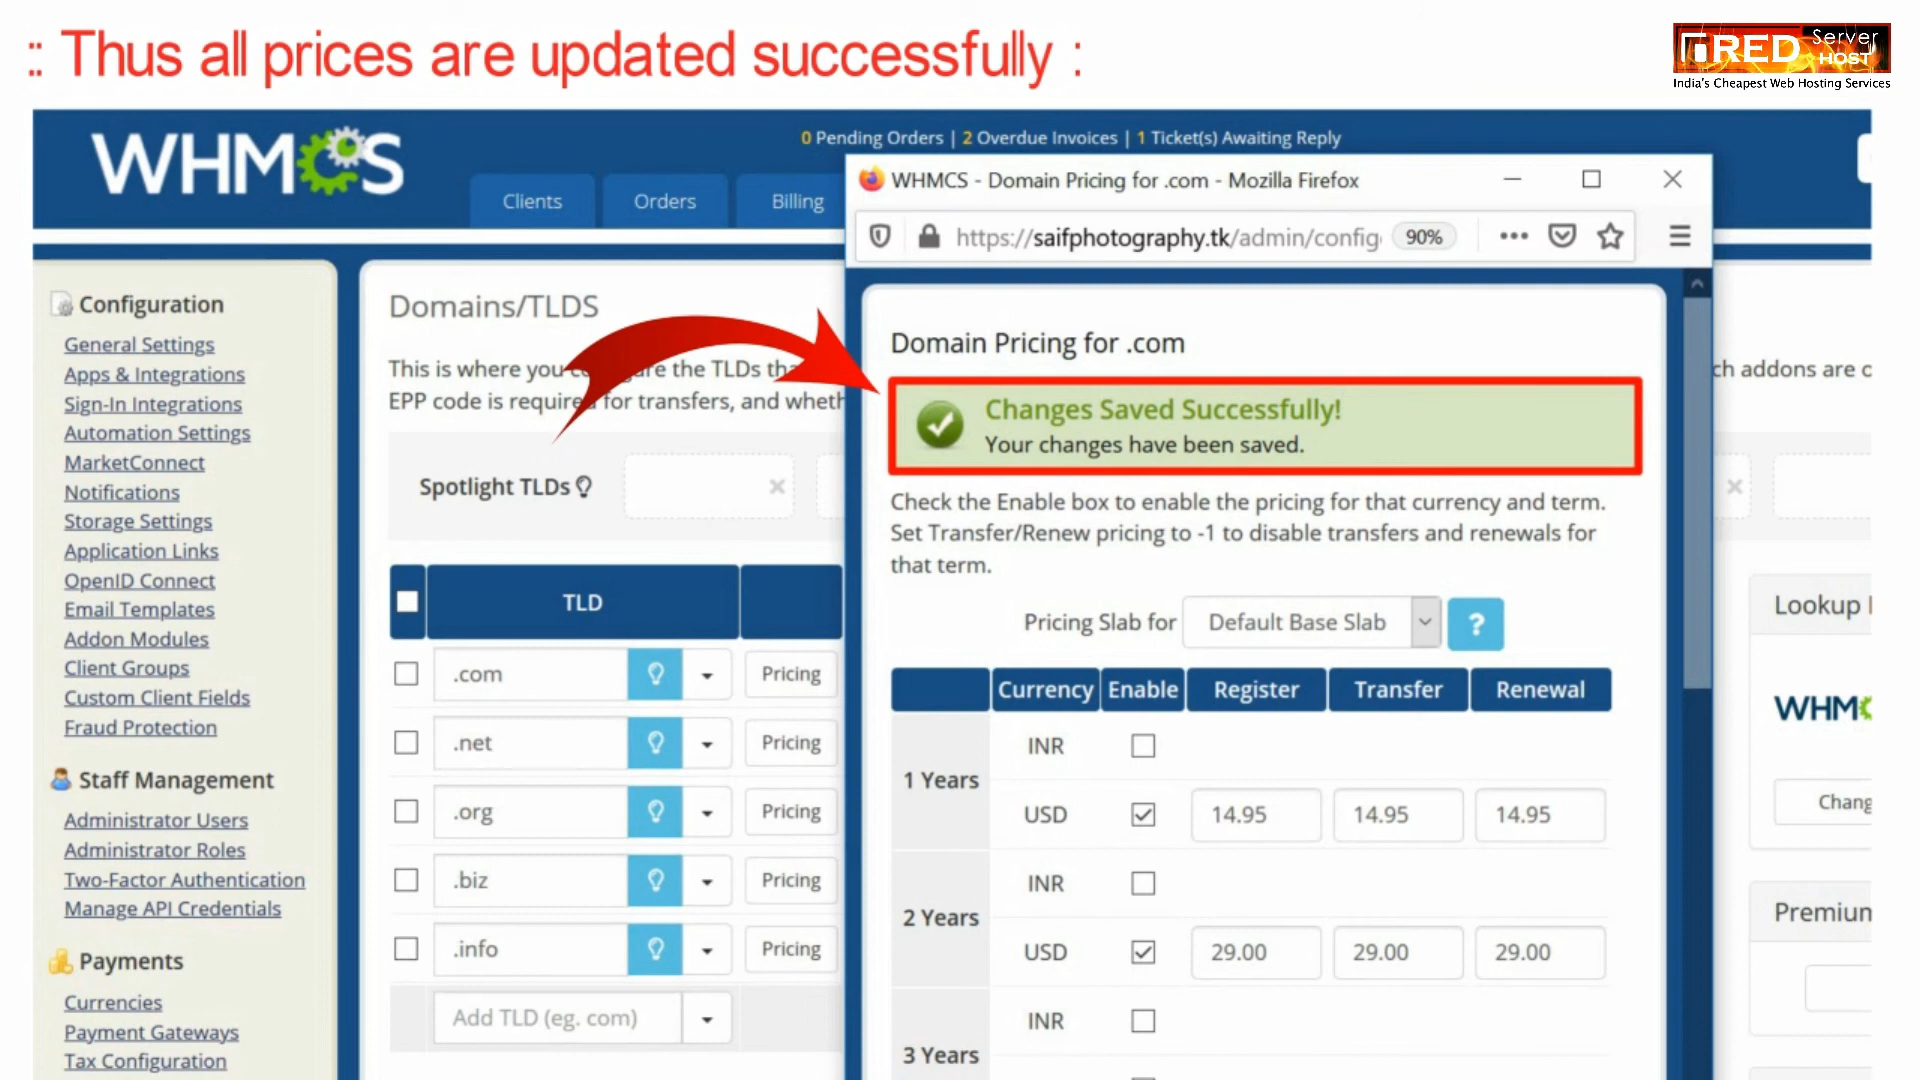 :: Thus all prices are updated successfully :
RED Server HOST
India's Cheapest Web Hosting Services
WHMCS
0 Pending Orders | 2 Overdue Invoices | 1 Ticket(s) Awaiting Reply
Clients
Orders
Billing
WHMCS - Domain Pricing for .com - Mozilla Firefox
https://saifphotography.tk/admin/config
90%
Configuration
General Settings
Apps & Integrations
Sign-In Integrations
Automation Settings
MarketConnect
Notifications
Storage Settings
Application Links
OpenID Connect
Email Templates
Addon Modules
Client Groups
Custom Client Fields
Fraud Protection
Staff Management
Administrator Users
Administrator Roles
Two-Factor Authentication
Manage API Credentials
Payments
Currencies
Payment Gateways
Tax Configuration
Domains/TLDS
This is where you configure the TLDs tha
EPP code is required for transfers, and wheth
ch addons are
Spotlight TLDs
TLD
.com Pricing
.net Pricing
.org Pricing
.biz Pricing
.info Pricing
Add TLD (eg. com)
Domain Pricing for .com
Changes Saved Successfully!
Your changes have been saved.
Check the Enable box to enable the pricing for that currency and term.
Set Transfer/Renew pricing to -1 to disable transfers and renewals for
that term.
Pricing Slab for Default Base Slab ?
Currency Enable Register Transfer Renewal
1 Years
INR
USD 14.95 14.95 14.95
2 Years
INR
USD 29.00 29.00 29.00
3 Years
INR
Lookup
WHMC
Chang
Premium